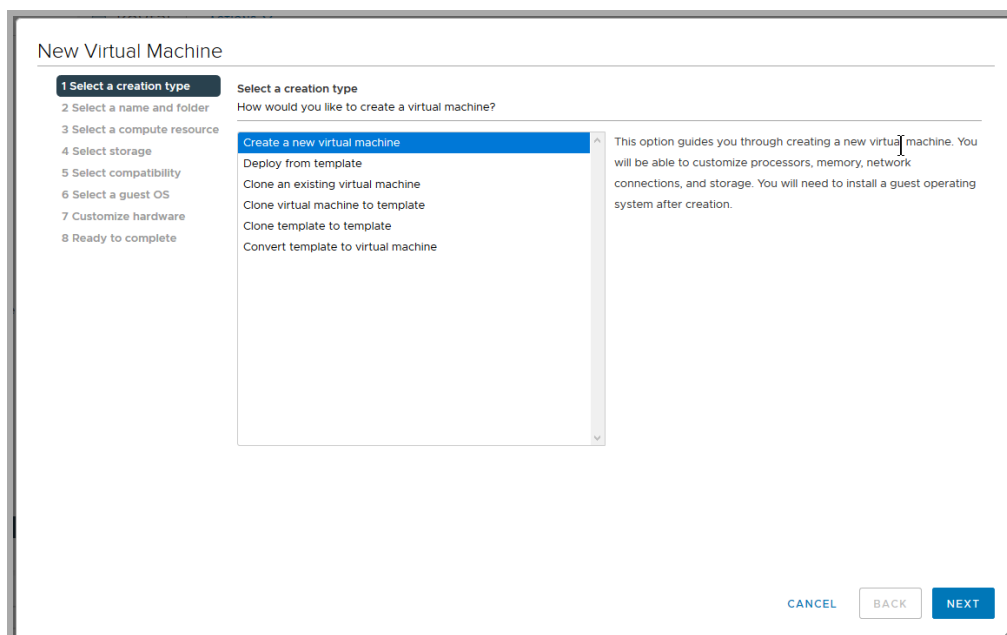 New Virtual Machine
1 Select a creation type
2 Select a name and folder
3 Select a compute resource
4 Select storage
5 Select compatibility
6 Select a guest OS
7 Customize hardware
8 Ready to complete
Select a creation type
How would you like to create a virtual machine?
Create a new virtual machine
Deploy from template
Clone an existing virtual machine
Clone virtual machine to template
Clone template to template
Convert template to virtual machine
This option guides you through creating a new virtual machine. You
will be able to customize processors, memory, network
connections, and storage. You will need to install a guest operating
system after creation.
CANCEL
BACK
NEXT